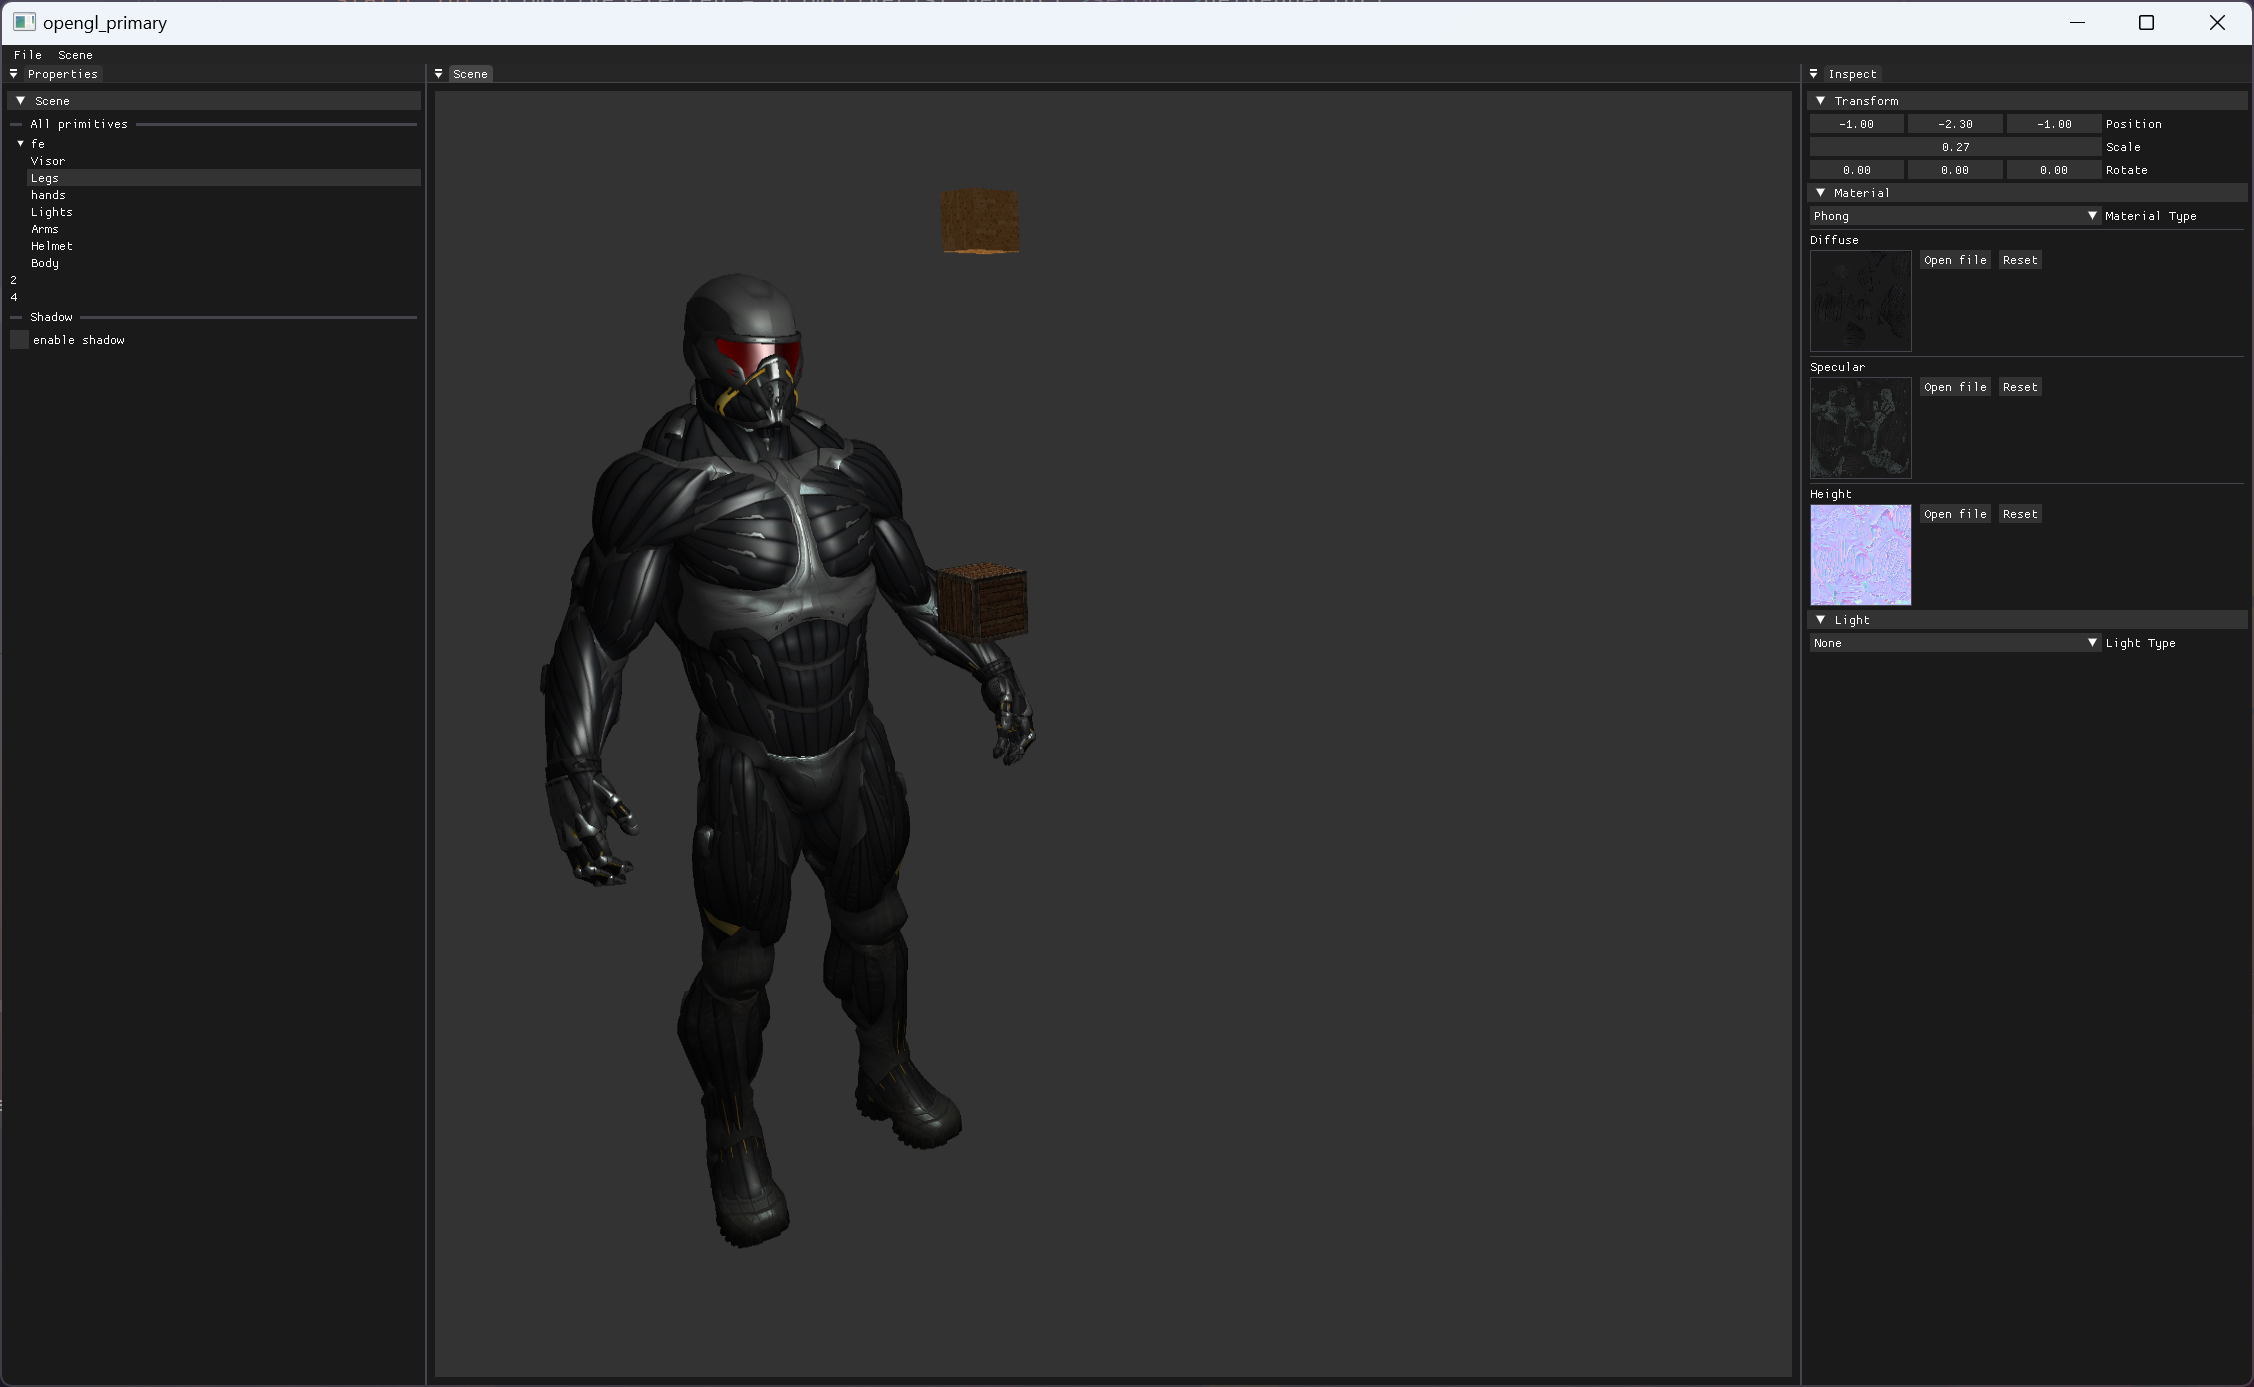 opengl_primary
File Scene
Properties
Scene
All primitives
fe
Visor
Legs
hands
Lights
Arms
Helmet
Body
2
4
Shadow
enable shadow
Scene
Inspect
Transform
-1.00 -2.30 -1.00 Position
0.27 Scale
0.00 0.00 0.00 Rotate
Material
Phong Material Type
Diffuse
Open file Reset
Specular
Open file Reset
Height
Open file Reset
Light
None Light Type